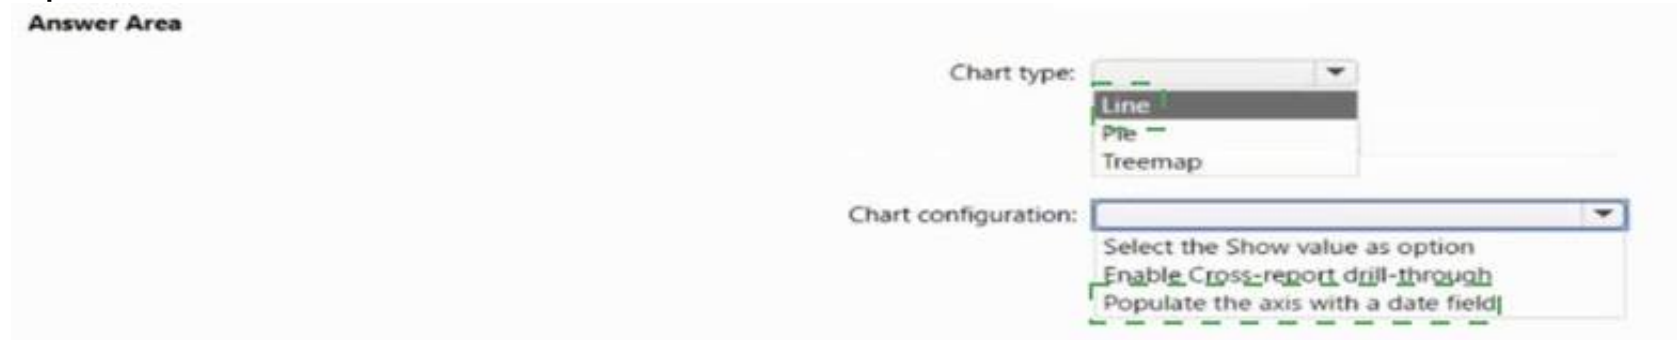 Answer Area
Chart type:
Line
Pie
Treemap
Chart configuration:
Select the Show value as option
Enable Cross-report drill-through
Populate the axis with a date field